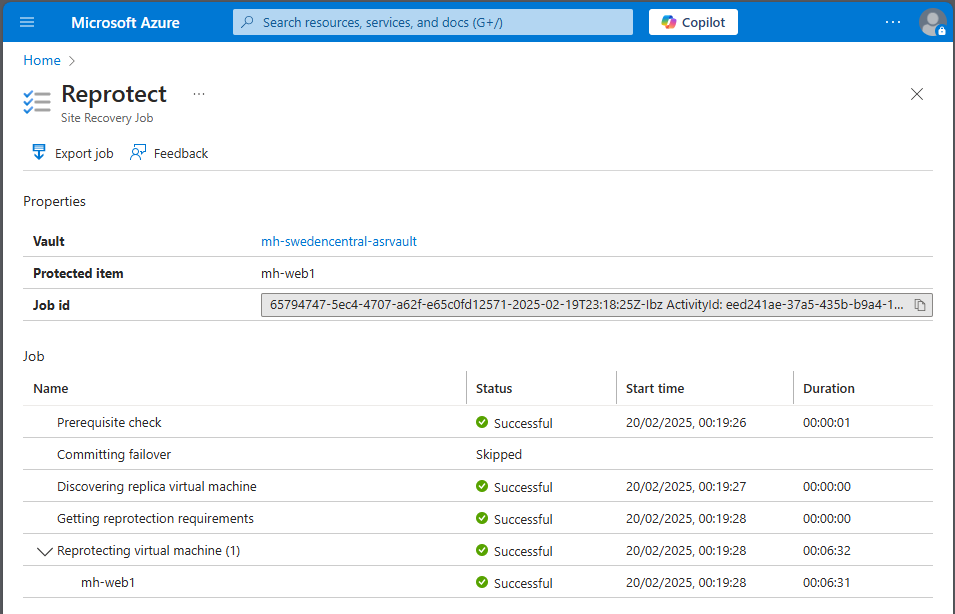 Microsoft Azure
Search resources, services, and docs (G+/)
Copilot
Home
Reprotect
Site Recovery Job
Export job
Feedback
Properties
Vault mh-swedencentral-asrvault
Protected item mh-web1
Job id 65794747-5ec4-4707-a62f-e65c0fd12571-2025-02-19T23:18:25Z-Ibz ActivityId: eed241ae-37a5-435b-b9a4-1...
Job
Name Status Start time Duration
Prerequisite check Successful 20/02/2025, 00:19:26 00:00:01
Committing failover Skipped
Discovering replica virtual machine Successful 20/02/2025, 00:19:27 00:00:00
Getting reprotection requirements Successful 20/02/2025, 00:19:28 00:00:00
Reprotecting virtual machine (1) Successful 20/02/2025, 00:19:28 00:06:32
mh-web1 Successful 20/02/2025, 00:19:28 00:06:31